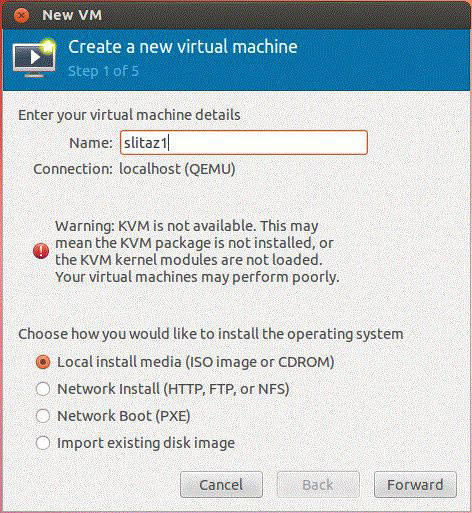 New VM
Create a new virtual machine
Step 1 of 5
Enter your virtual machine details
Name: slitaz1
Connection: localhost (QEMU)
Warning: KVM is not available. This may
mean the KVM package is not installed, or
the KVM kernel modules are not loaded.
Your virtual machines may perform poorly.
Choose how you would like to install the operating system
Local install media (ISO image or CDROM)
Network Install (HTTP, FTP, or NFS)
Network Boot (PXE)
Import existing disk image
Cancel Back Forward